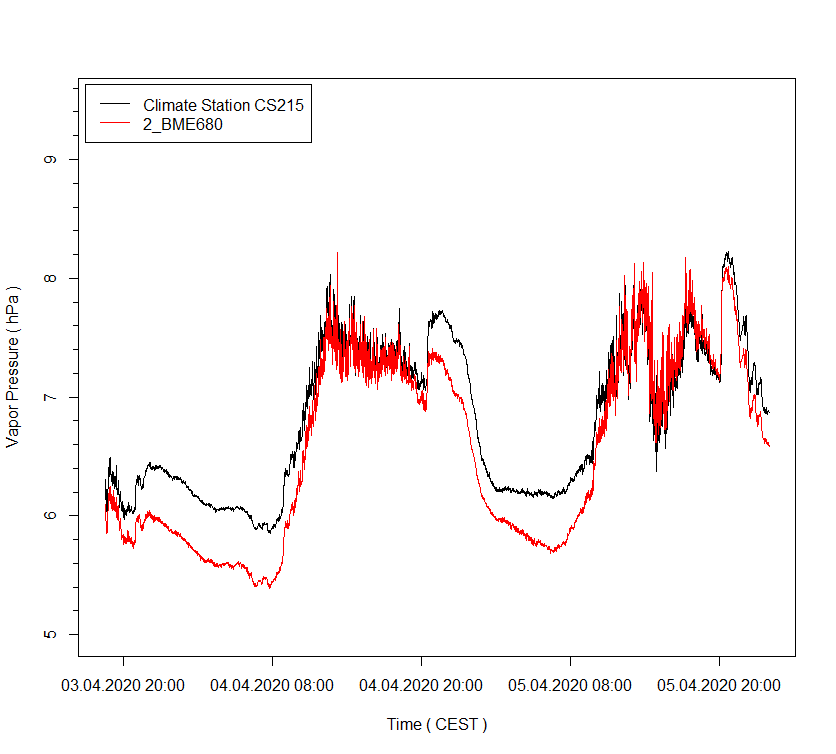 Climate Station CS215
2_BME680
9
8
7
6
5
Vapor Pressure ( hPa )
03.04.2020 20:00
04.04.2020 08:00
04.04.2020 20:00
05.04.2020 08:00
05.04.2020 20:00
Time ( CEST )